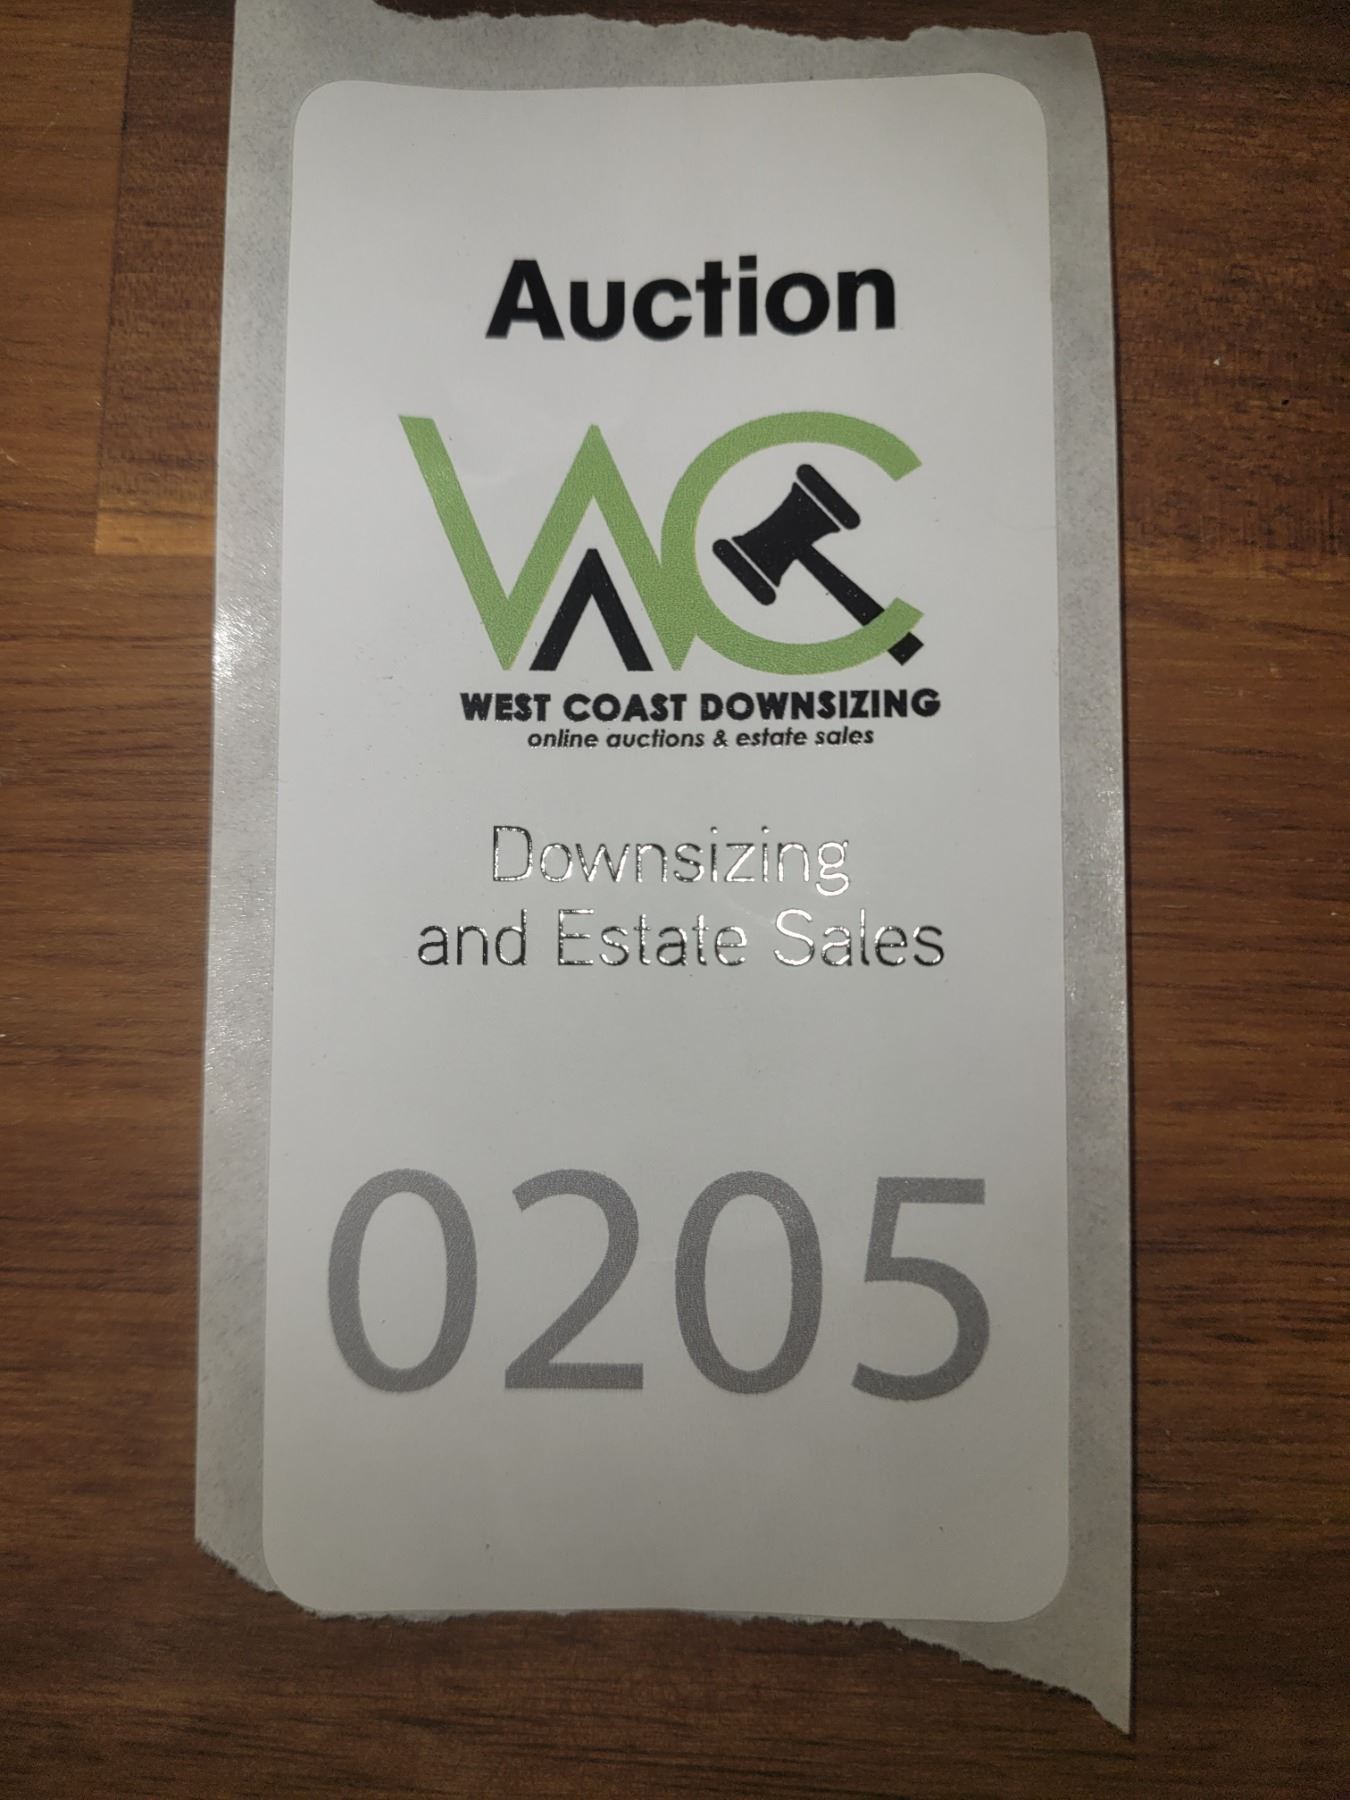 Auction
WC
WEST COAST DOWNSIZING
online auctions & estate sales
Downsizing
and Estate Sales
0205